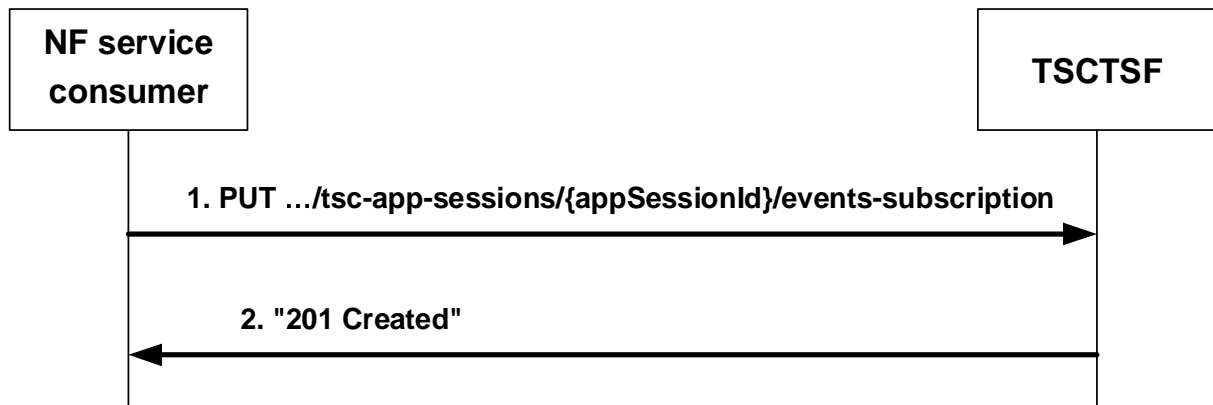 NF service
consumer
TSCTSF
1. PUT …/tsc-app-sessions/{appSessionId}/events-subscription
2. "201 Created"